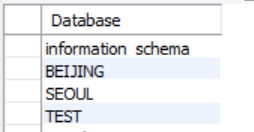 Database
information_schema
BEIJING
SEOUL
TEST